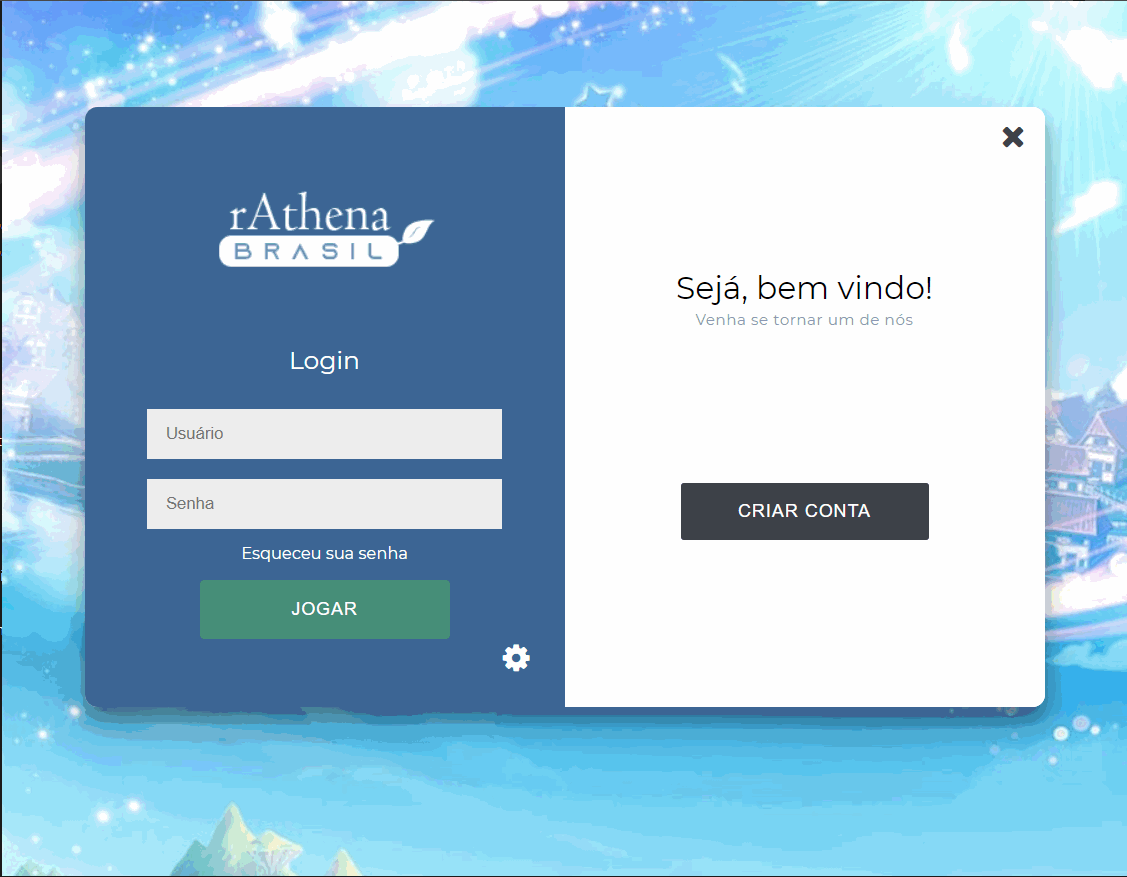 rAthena
BRASIL
Login
Usuário
Senha
Esqueceu sua senha
JOGAR
Sejá, bem vindo!
Venha se tornar um de nós
CRIAR CONTA